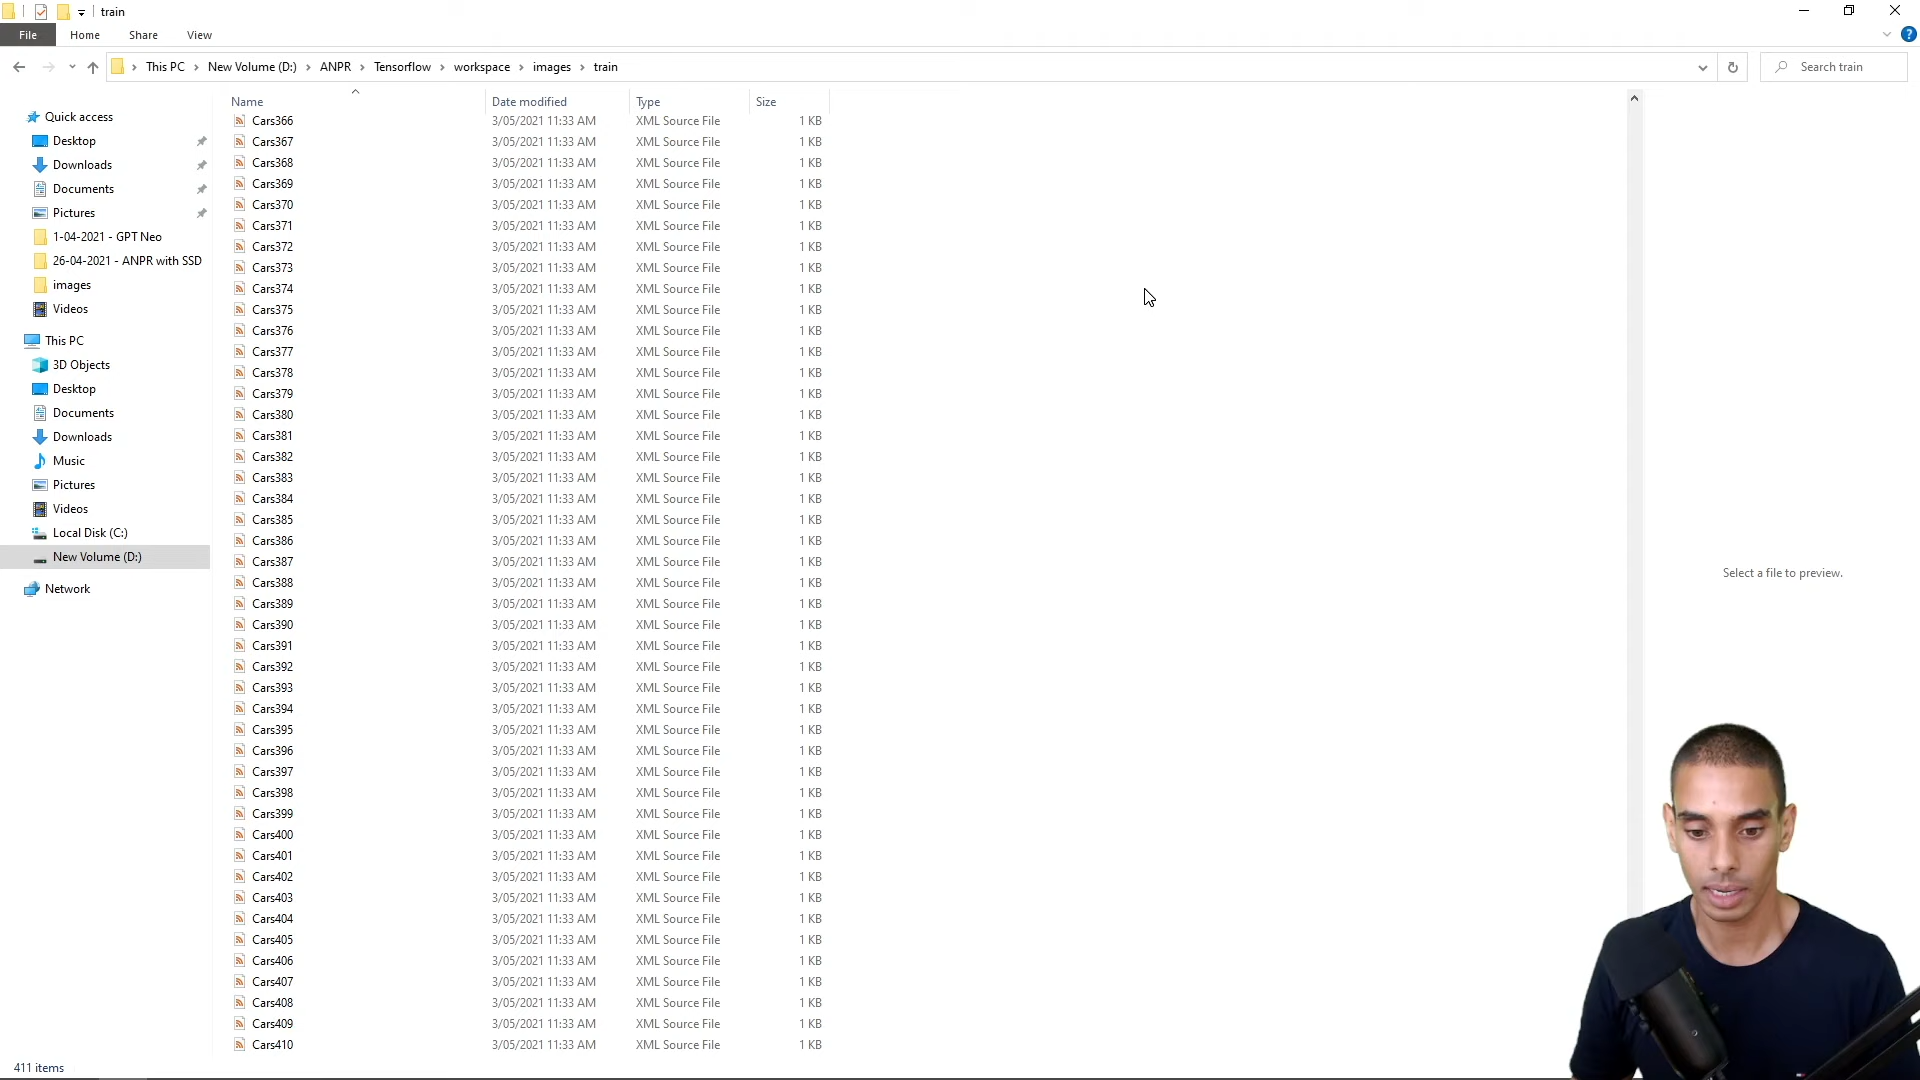 train
File Home Share View
This PC New Volume (D:) ANPR Tensorflow workspace images train
Search train
Name Date modified Type Size
Quick access
Desktop
Downloads
Documents
Pictures
1-04-2021 - GPT Neo
26-04-2021 - ANPR with SSD
images
Videos
This PC
3D Objects
Desktop
Documents
Downloads
Music
Pictures
Videos
Local Disk (C:)
New Volume (D:)
Network
Cars366 3/05/2021 11:33 AM XML Source File 1 KB
Cars367 3/05/2021 11:33 AM XML Source File 1 KB
Cars368 3/05/2021 11:33 AM XML Source File 1 KB
Cars369 3/05/2021 11:33 AM XML Source File 1 KB
Cars370 3/05/2021 11:33 AM XML Source File 1 KB
Cars371 3/05/2021 11:33 AM XML Source File 1 KB
Cars372 3/05/2021 11:33 AM XML Source File 1 KB
Cars373 3/05/2021 11:33 AM XML Source File 1 KB
Cars374 3/05/2021 11:33 AM XML Source File 1 KB
Cars375 3/05/2021 11:33 AM XML Source File 1 KB
Cars376 3/05/2021 11:33 AM XML Source File 1 KB
Cars377 3/05/2021 11:33 AM XML Source File 1 KB
Cars378 3/05/2021 11:33 AM XML Source File 1 KB
Cars379 3/05/2021 11:33 AM XML Source File 1 KB
Cars380 3/05/2021 11:33 AM XML Source File 1 KB
Cars381 3/05/2021 11:33 AM XML Source File 1 KB
Cars382 3/05/2021 11:33 AM XML Source File 1 KB
Cars383 3/05/2021 11:33 AM XML Source File 1 KB
Cars384 3/05/2021 11:33 AM XML Source File 1 KB
Cars385 3/05/2021 11:33 AM XML Source File 1 KB
Cars386 3/05/2021 11:33 AM XML Source File 1 KB
Cars387 3/05/2021 11:33 AM XML Source File 1 KB
Cars388 3/05/2021 11:33 AM XML Source File 1 KB
Cars389 3/05/2021 11:33 AM XML Source File 1 KB
Cars390 3/05/2021 11:33 AM XML Source File 1 KB
Cars391 3/05/2021 11:33 AM XML Source File 1 KB
Cars392 3/05/2021 11:33 AM XML Source File 1 KB
Cars393 3/05/2021 11:33 AM XML Source File 1 KB
Cars394 3/05/2021 11:33 AM XML Source File 1 KB
Cars395 3/05/2021 11:33 AM XML Source File 1 KB
Cars396 3/05/2021 11:33 AM XML Source File 1 KB
Cars397 3/05/2021 11:33 AM XML Source File 1 KB
Cars398 3/05/2021 11:33 AM XML Source File 1 KB
Cars399 3/05/2021 11:33 AM XML Source File 1 KB
Cars400 3/05/2021 11:33 AM XML Source File 1 KB
Cars401 3/05/2021 11:33 AM XML Source File 1 KB
Cars402 3/05/2021 11:33 AM XML Source File 1 KB
Cars403 3/05/2021 11:33 AM XML Source File 1 KB
Cars404 3/05/2021 11:33 AM XML Source File 1 KB
Cars405 3/05/2021 11:33 AM XML Source File 1 KB
Cars406 3/05/2021 11:33 AM XML Source File 1 KB
Cars407 3/05/2021 11:33 AM XML Source File 1 KB
Cars408 3/05/2021 11:33 AM XML Source File 1 KB
Cars409 3/05/2021 11:33 AM XML Source File 1 KB
Cars410 3/05/2021 11:33 AM XML Source File 1 KB
Select a file to preview.
411 items